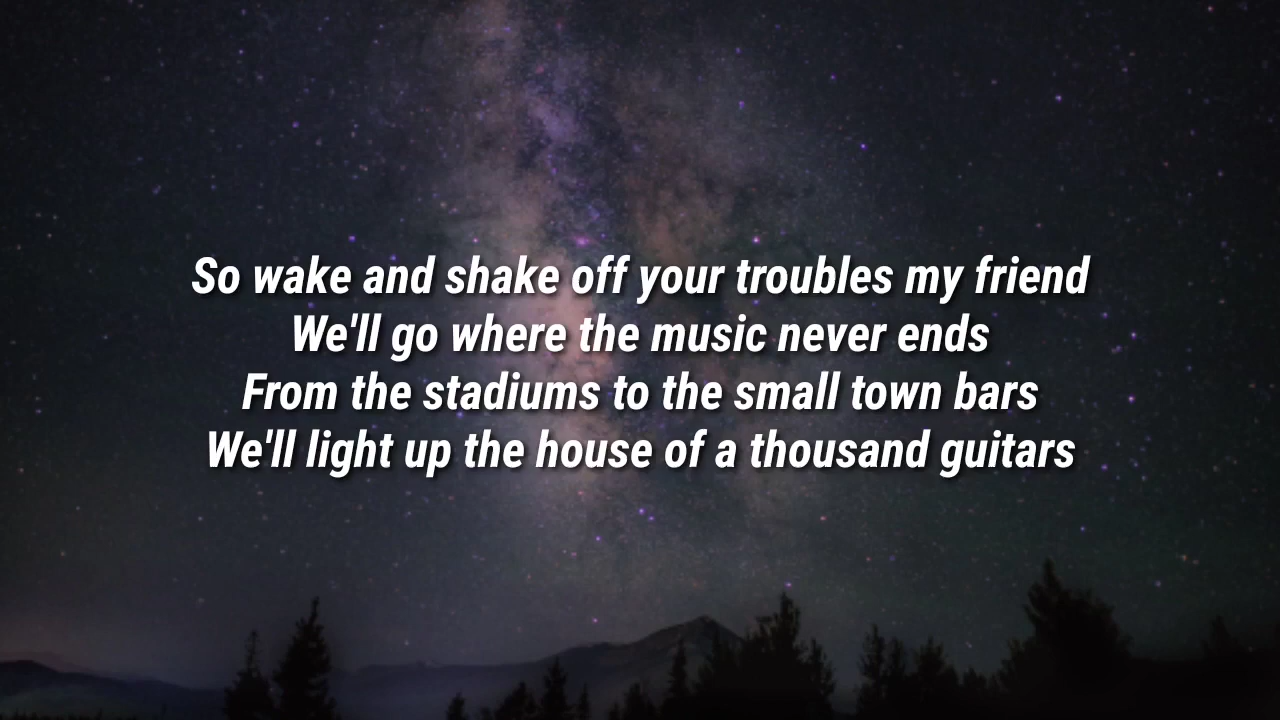 So wake and shake off your troubles my friend
We'll go where the music never ends
From the stadiums to the small town bars
We'll light up the house of a thousand guitars